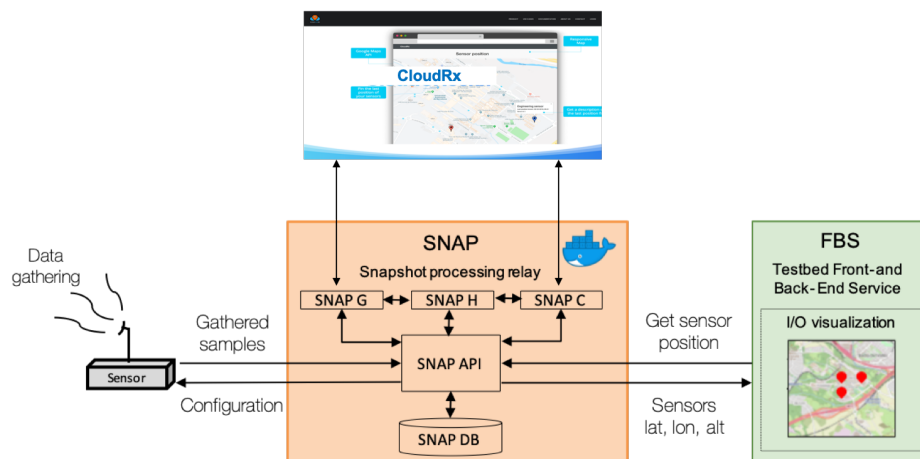 Sensor position
CloudRx
SNAP
Snapshot processing relay
SNAP G
SNAP H
SNAP C
SNAP API
SNAP DB
Data
gathering
Sensor
Gathered
samples
Configuration
Get sensor
position
Sensors
lat, lon, alt
FBS
Testbed Front-and
Back-End Service
I/O visualization